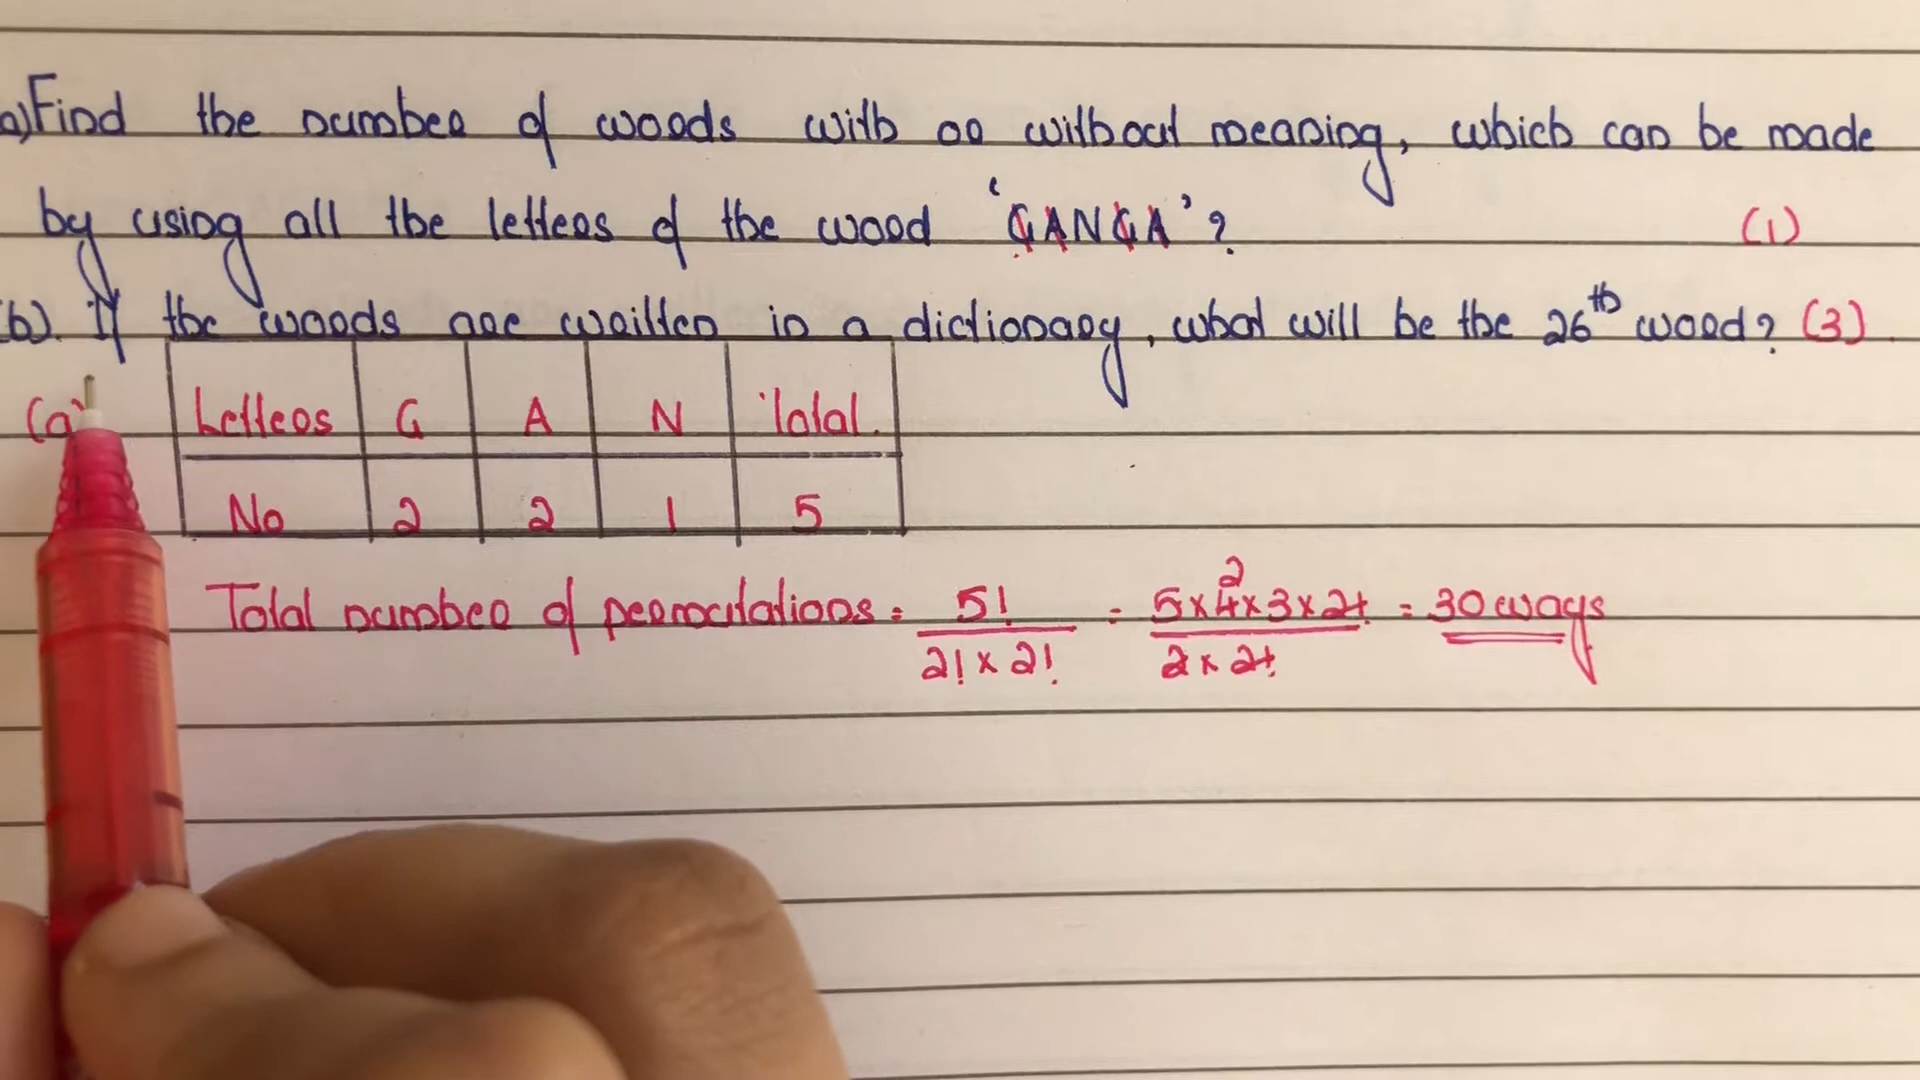 a) Find the number of words with or without meaning, which can be made
by using all the letters of the word 'GANGA'? (1)
b). If the words are written in a dictionary, what will be the 26th word? (3).
(a) Letters G A N Total.
No 2 2 1 5
Total number of permutations = 5! / 2! × 2! = 5×4×3×2! / 2 × 2! = 30 ways
2